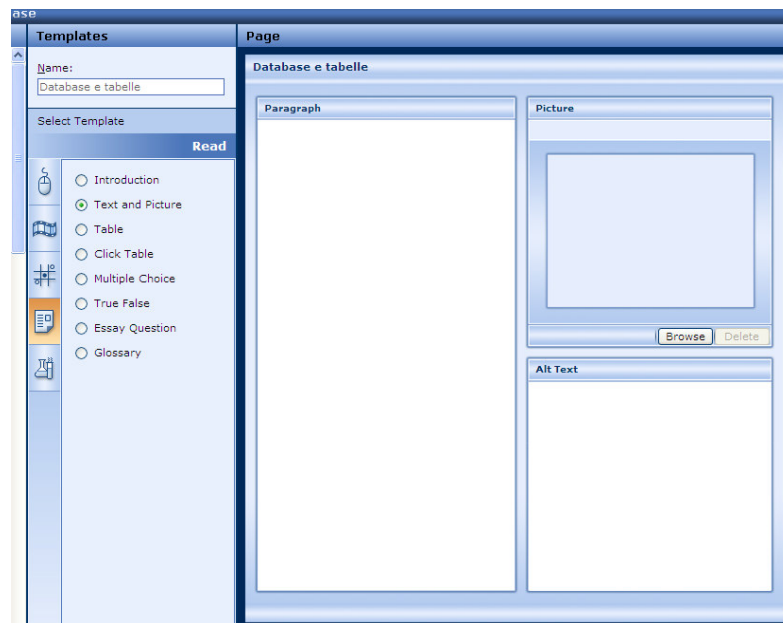 ase
Templates
Name:
Database e tabelle
Select Template
Read
Introduction
Text and Picture
Table
Click Table
Multiple Choice
True False
Essay Question
Glossary
Page
Database e tabelle
Paragraph
Picture
Browse
Delete
Alt Text